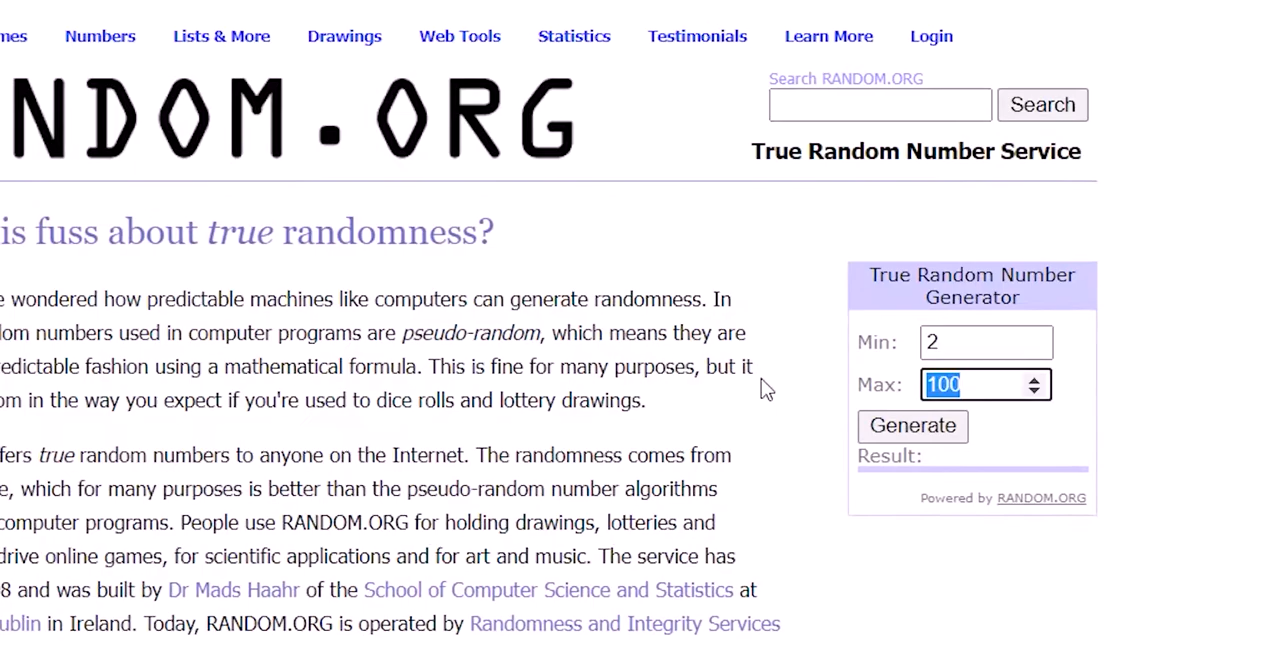 mes Numbers Lists & More Drawings Web Tools Statistics Testimonials Learn More Login
NDOM.ORG
Search RANDOM.ORG
Search
True Random Number Service
is fuss about true randomness?
e wondered how predictable machines like computers can generate randomness. In
lom numbers used in computer programs are pseudo-random, which means they are
redictable fashion using a mathematical formula. This is fine for many purposes, but it
om in the way you expect if you're used to dice rolls and lottery drawings.
fers true random numbers to anyone on the Internet. The randomness comes from
e, which for many purposes is better than the pseudo-random number algorithms
computer programs. People use RANDOM.ORG for holding drawings, lotteries and
drive online games, for scientific applications and for art and music. The service has
8 and was built by Dr Mads Haahr of the School of Computer Science and Statistics at
ublin in Ireland. Today, RANDOM.ORG is operated by Randomness and Integrity Services
True Random Number
Generator
Min: 2
Max: 100
Generate
Result:
Powered by RANDOM.ORG